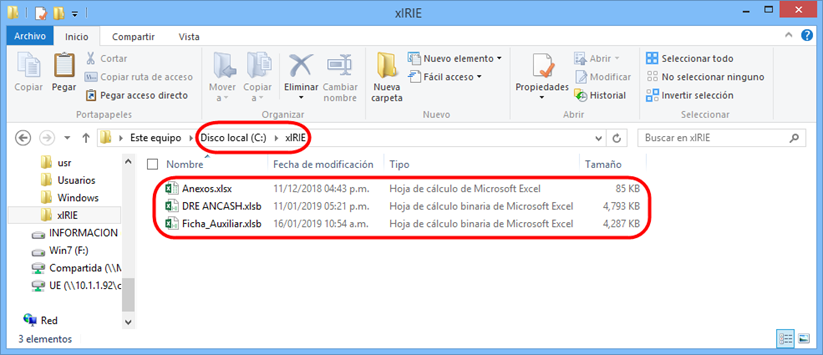 xIRIE
Archivo Inicio Compartir Vista
Copiar Pegar Cortar Copiar ruta de acceso Pegar acceso directo
Portapapeles
Mover a Copiar a Eliminar Cambiar nombre
Organizar
Nueva carpeta Nuevo elemento Fácil acceso
Nuevo
Propiedades Abrir Modificar Historial
Abrir
Seleccionar todo No seleccionar ninguno Invertir selección
Seleccionar
Este equipo Disco local (C:) xIRIE
Buscar en xIRIE
usr
Usuarios
Windows
xIRIE
INFORMACION
Win7 (F:)
Compartida (\\M
UE (\\10.1.1.92\c
Red
Nombre Fecha de modificación Tipo Tamaño
Anexos.xlsx 11/12/2018 04:43 p.m. Hoja de cálculo de Microsoft Excel 85 KB
DRE ANCASH.xlsb 11/01/2019 05:21 p.m. Hoja de cálculo binaria de Microsoft Excel 4,793 KB
Ficha_Auxiliar.xlsb 16/01/2019 10:54 a.m. Hoja de cálculo binaria de Microsoft Excel 4,287 KB
3 elementos